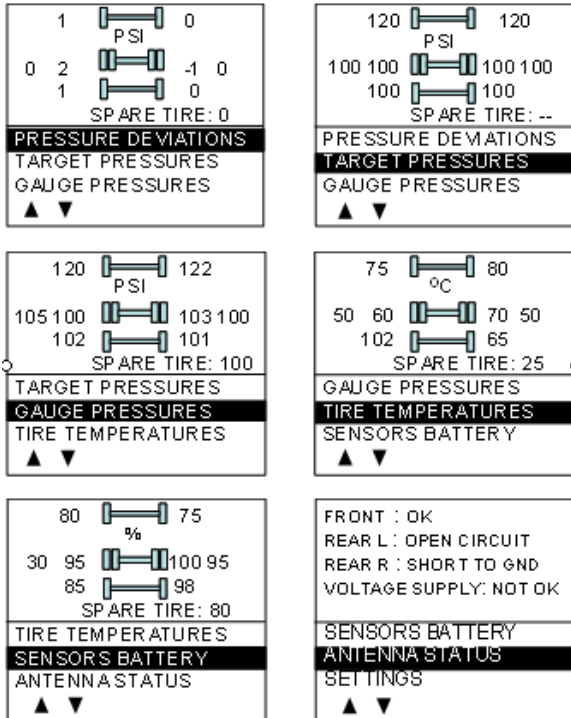 1 0
PSI
0 2 -1 0
1 0
SPARE TIRE: 0
PRESSURE DEVIATIONS
TARGET PRESSURES
GAUGE PRESSURES
▲ ▼
120 120
PSI
100 100 100 100
100 100
SPARE TIRE: --
PRESSURE DEVIATIONS
TARGET PRESSURES
GAUGE PRESSURES
▲ ▼
120 122
PSI
105 100 103 100
102 101
SPARE TIRE: 100
TARGET PRESSURES
GAUGE PRESSURES
TIRE TEMPERATURES
▲ ▼
75 80
ºC
50 60 70 50
102 65
SPARE TIRE: 25
GAUGE PRESSURES
TIRE TEMPERATURES
SENSORS BATTERY
▲ ▼
80 75
%
30 95 100 95
85 98
SPARE TIRE: 80
TIRE TEMPERATURES
SENSORS BATTERY
ANTENNA STATUS
▲ ▼
FRONT : OK
REAR L : OPEN CIRCUIT
REAR R : SHORT TO GND
VOLTAGE SUPPLY: NOT OK
SENSORS BATTERY
ANTENNA STATUS
SETTINGS
▲ ▼